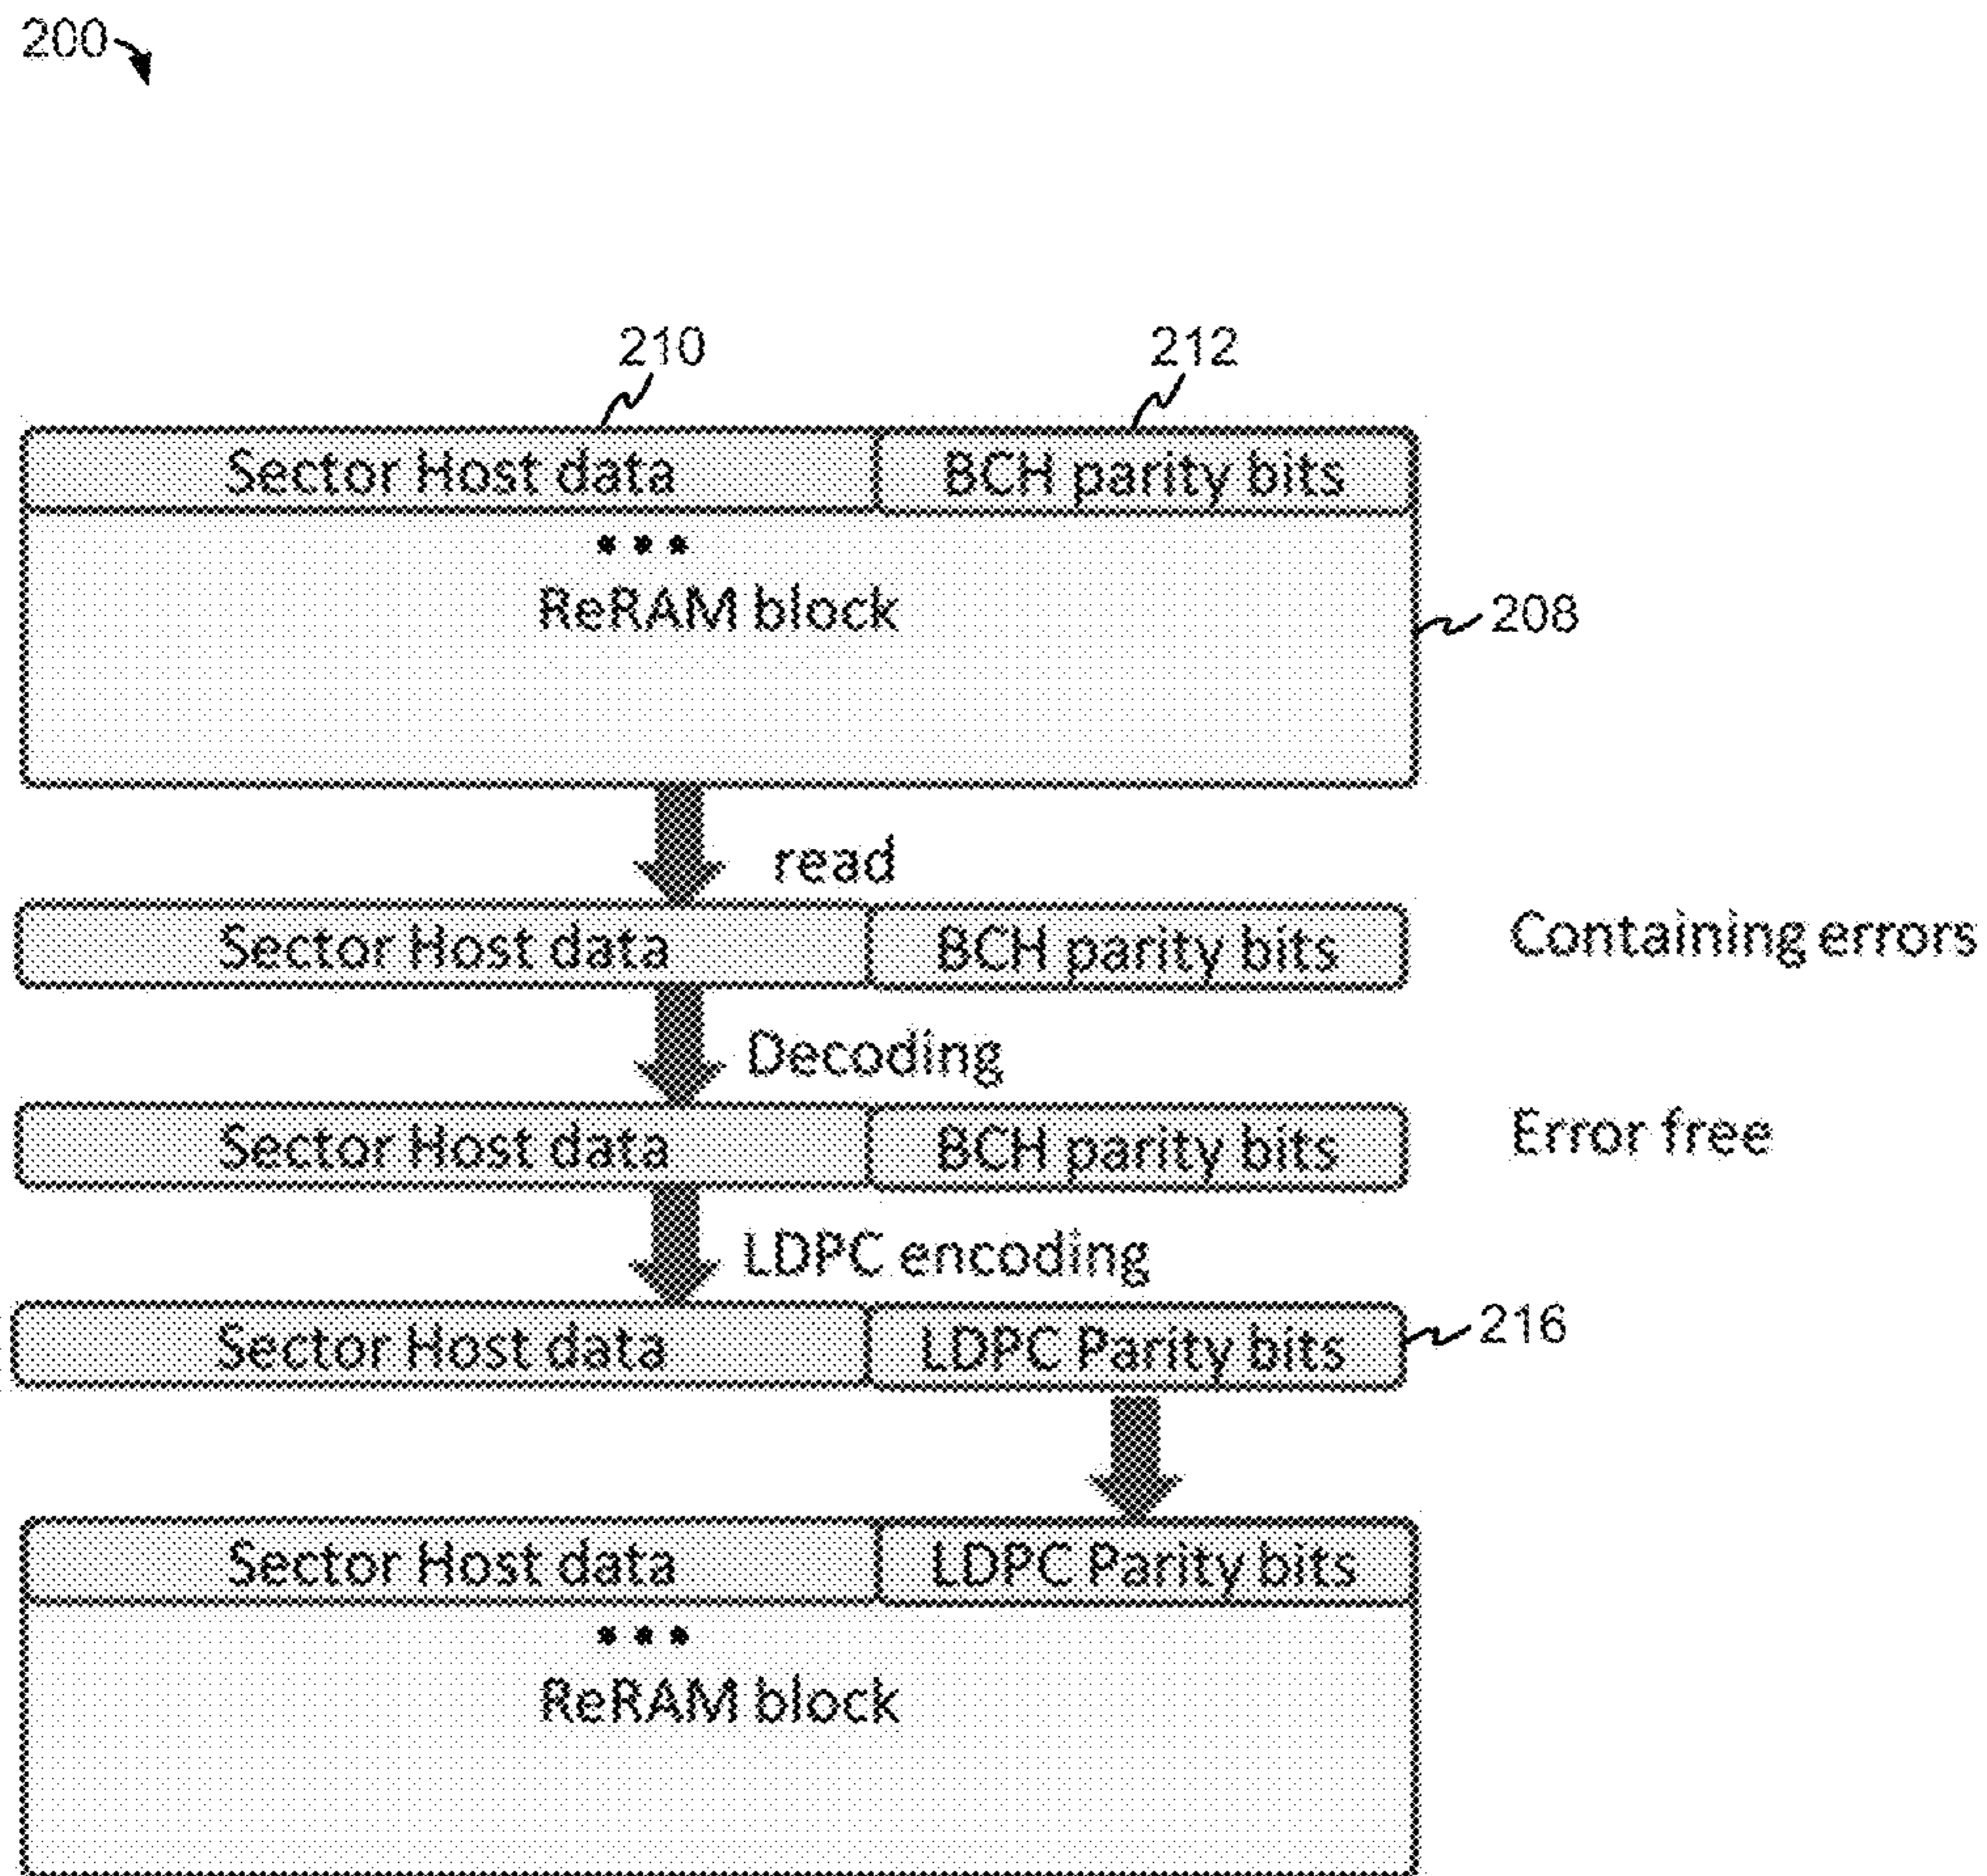 200
210 212
Sector Host data BCH parity bits
ReRAM block
208
read
Sector Host data BCH parity bits Containing errors
Decoding
Sector Host data BCH parity bits Error free
LDPC encoding
Sector Host data LDPC Parity bits 216
Sector Host data LDPC Parity bits
ReRAM block